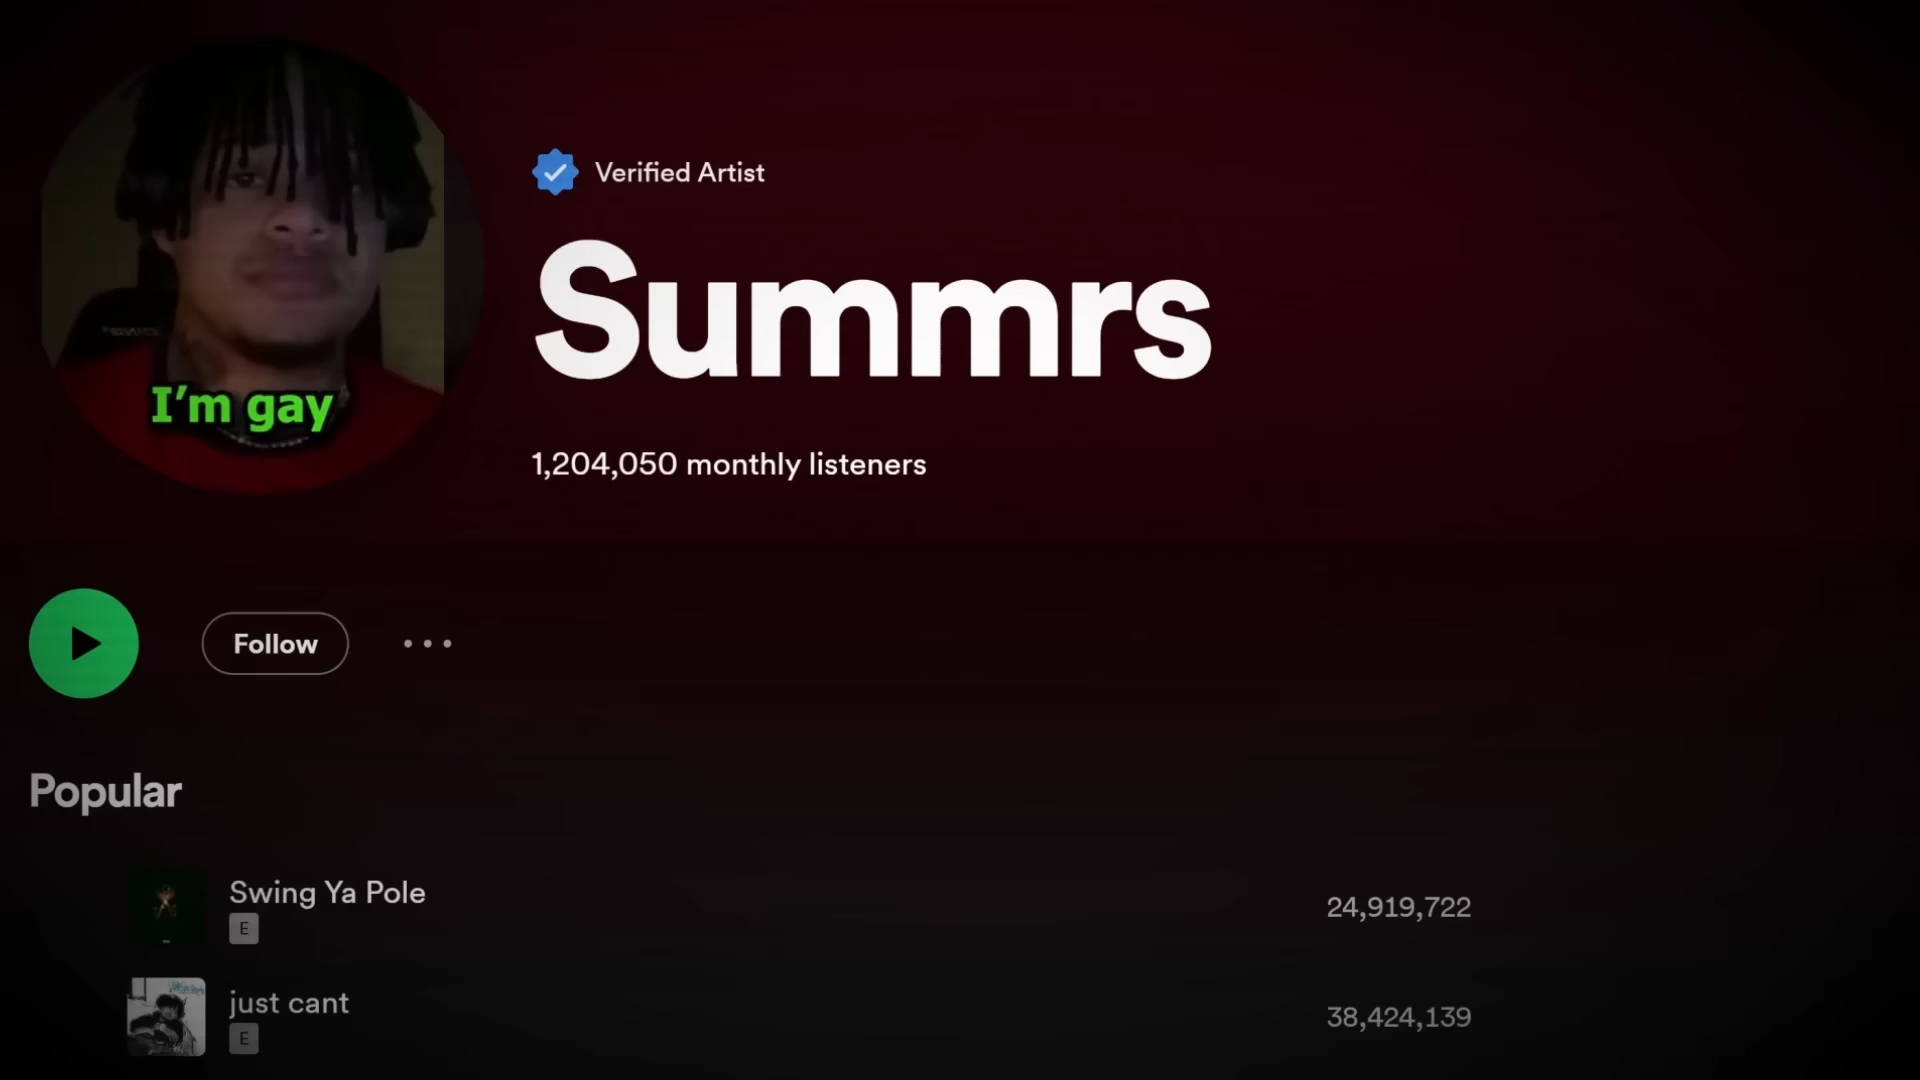 Verified Artist
Summrs
I'm gay
1,204,050 monthly listeners
Follow
Popular
Swing Ya Pole
E
24,919,722
just cant
E
38,424,139